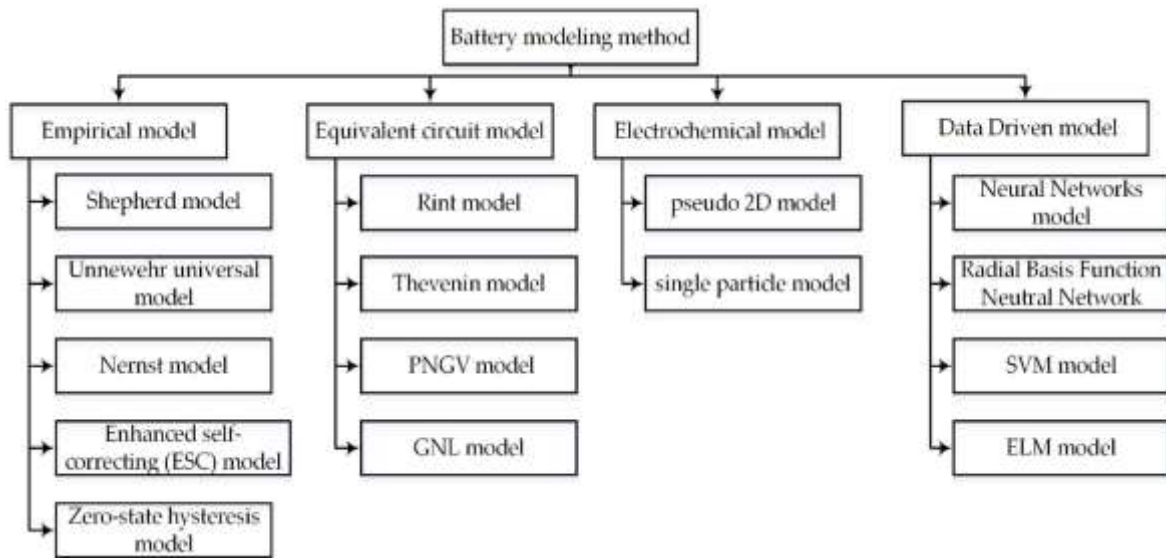 Battery modeling method
Empirical model
Shepherd model
Unnewehr universal
model
Nernst model
Enhanced self-
correcting (ESC) model
Zero-state hysteresis
model
Equivalent circuit model
Rint model
Thevenin model
PNGV model
GNL model
Electrochemical model
pseudo 2D model
single particle model
Data Driven model
Neural Networks
model
Radial Basis Function
Neutral Network
SVM model
ELM model